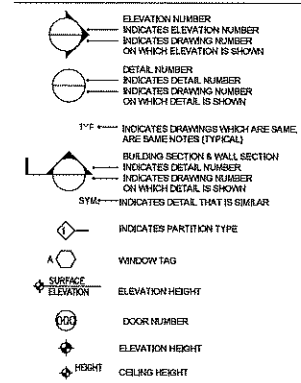 ELEVATION NUMBER
INDICATES ELEVATION NUMBER
INDICATES DRAWING NUMBER
ON WHICH ELEVATION IS SHOWN
DETAIL NUMBER
INDICATES DETAIL NUMBER
INDICATES DRAWING NUMBER
ON WHICH DETAIL IS SHOWN
TYP INDICATES DRAWINGS WHICH ARE SAME,
ARE SAME NOTES (TYPICAL)
BUILDING SECTION & WALL SECTION
INDICATES DETAIL NUMBER
INDICATES DRAWING NUMBER
ON WHICH DETAIL IS SHOWN
SYM INDICATES DETAIL THAT IS SIMILAR
INDICATES PARTITION TYPE
A WINDOW TAG
SURFACE
ELEVATION ELEVATION HEIGHT
000 DOOR NUMBER
ELEVATION HEIGHT
HEIGHT CEILING HEIGHT